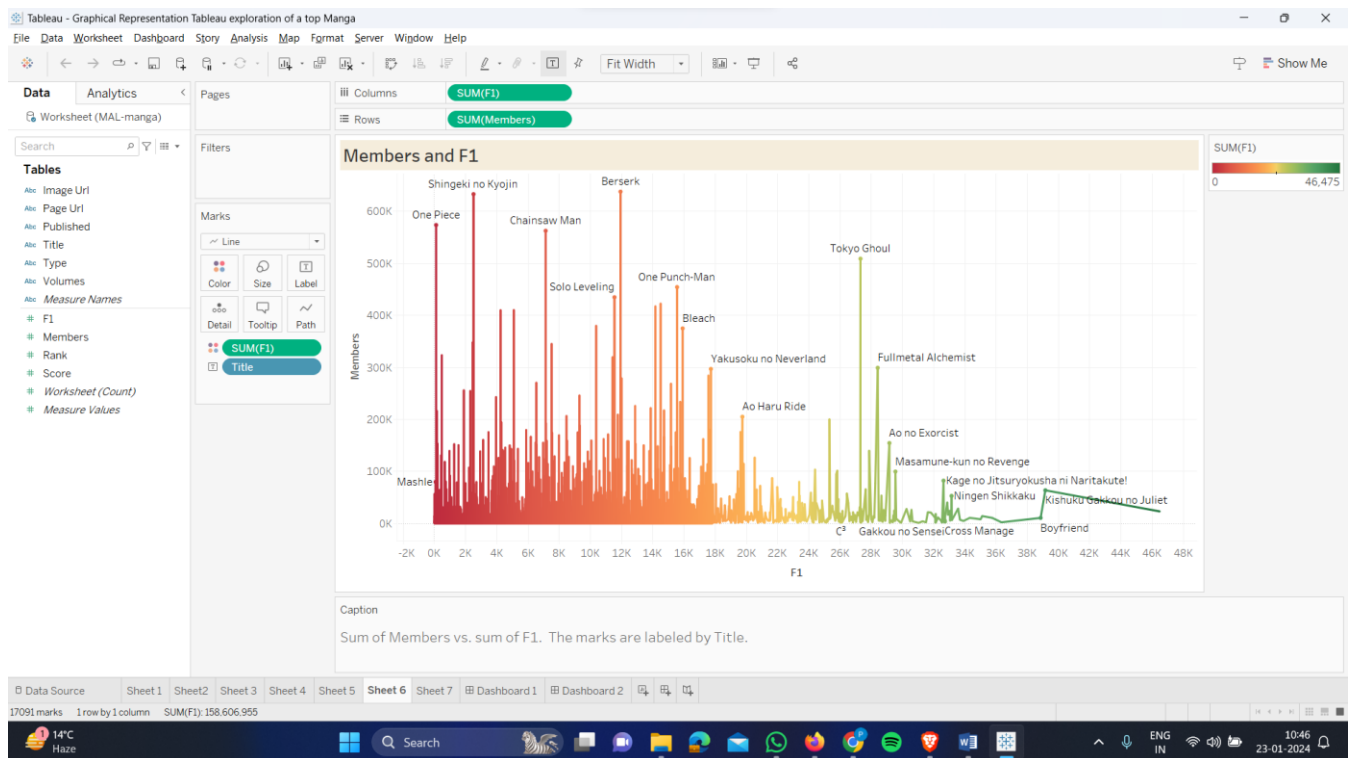 Tableau - Graphical Representation Tableau exploration of a top Manga
File Data Worksheet Dashboard Story Analysis Map Format Server Window Help
Fit Width
Show Me
Data Analytics
Worksheet (MAL-manga)
Search
Tables
Abc Image Url
Abc Page Url
Abc Published
Abc Title
Abc Type
Abc Volumes
Abc Measure Names
# F1
# Members
# Rank
# Score
# Worksheet (Count)
# Measure Values
Pages
Filters
Marks
Line
Color Size Label
Detail Tooltip Path
SUM(F1)
Title
Columns SUM(F1)
Rows SUM(Members)
Members and F1
Shingeki no Kyojin
Berserk
One Piece
Chainsaw Man
Tokyo Ghoul
Solo Leveling
One Punch-Man
Bleach
Yakusoku no Neverland
Fullmetal Alchemist
Ao Haru Ride
Ao no Exorcist
Masamune-kun no Revenge
Mashle
Kage no Jitsuryokusha ni Naritakute!
Ningen Shikkaku
Kishuku Gakkou no Juliet
C³
Gakkou no Sensei
Cross Manage
Boyfriend
600K
500K
400K
300K
200K
100K
0K
Members
-2K 0K 2K 4K 6K 8K 10K 12K 14K 16K 18K 20K 22K 24K 26K 28K 30K 32K 34K 36K 38K 40K 42K 44K 46K 48K
F1
SUM(F1)
0 46,475
Caption
Sum of Members vs. sum of F1. The marks are labeled by Title.
Data Source Sheet 1 Sheet2 Sheet 3 Sheet 4 Sheet 5 Sheet 6 Sheet 7 Dashboard 1 Dashboard 2
17091 marks 1 row by 1 column SUM(F1): 158,606,955
1
14°C
Haze
Search
ENG
IN
10:46
23-01-2024